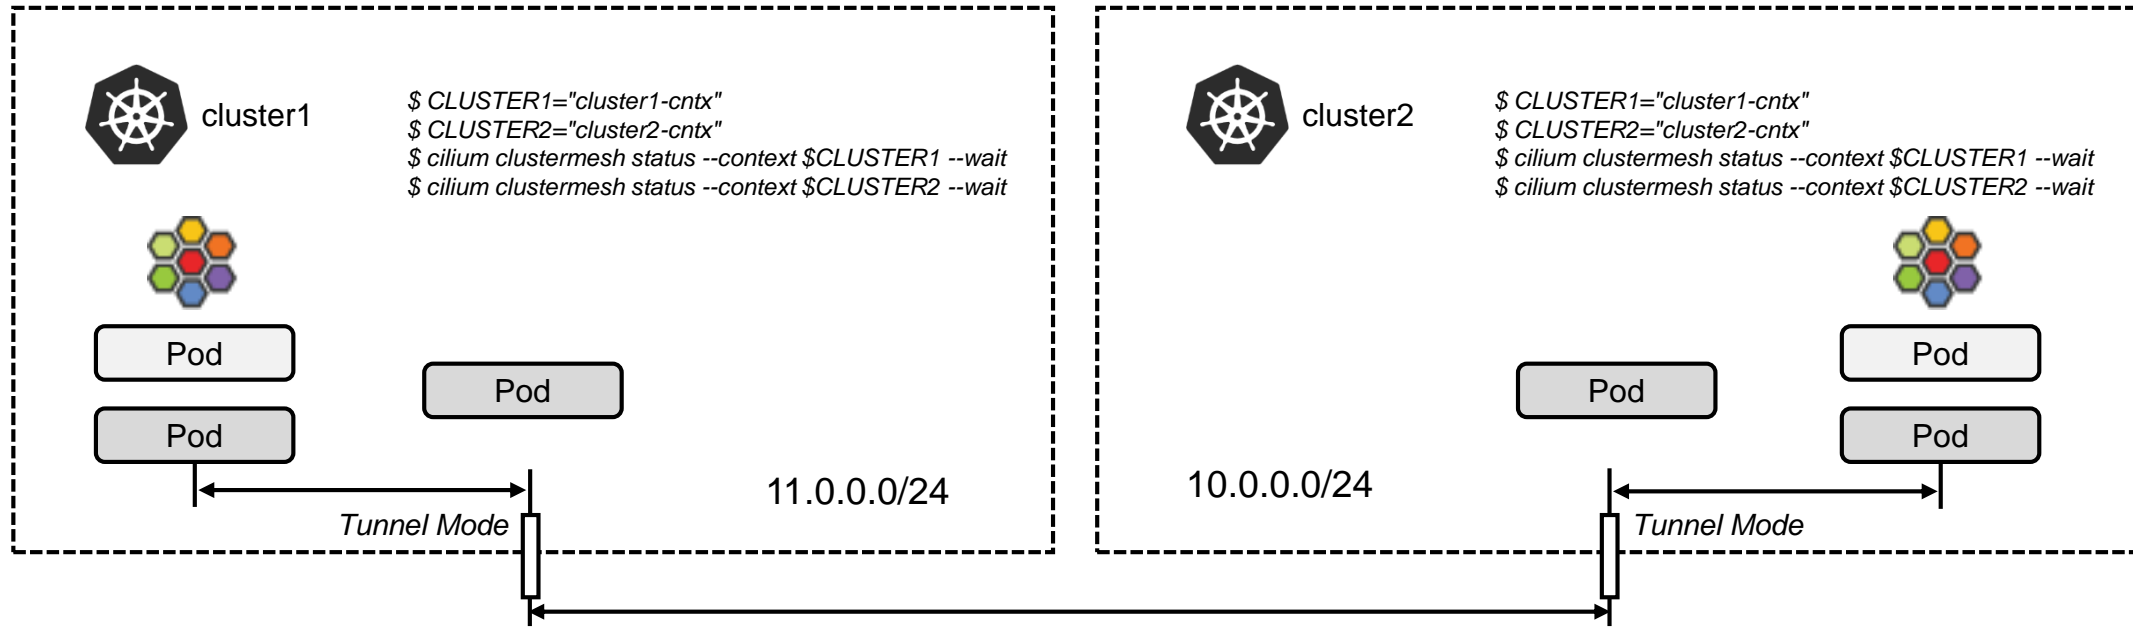 cluster1
$ CLUSTER1="cluster1-cntx"
$ CLUSTER2="cluster2-cntx"
$ cilium clustermesh status --context $CLUSTER1 --wait
$ cilium clustermesh status --context $CLUSTER2 --wait
Pod
Pod
Pod
11.0.0.0/24
Tunnel Mode
cluster2
$ CLUSTER1="cluster1-cntx"
$ CLUSTER2="cluster2-cntx"
$ cilium clustermesh status --context $CLUSTER1 --wait
$ cilium clustermesh status --context $CLUSTER2 --wait
Pod
Pod
Pod
10.0.0.0/24
Tunnel Mode